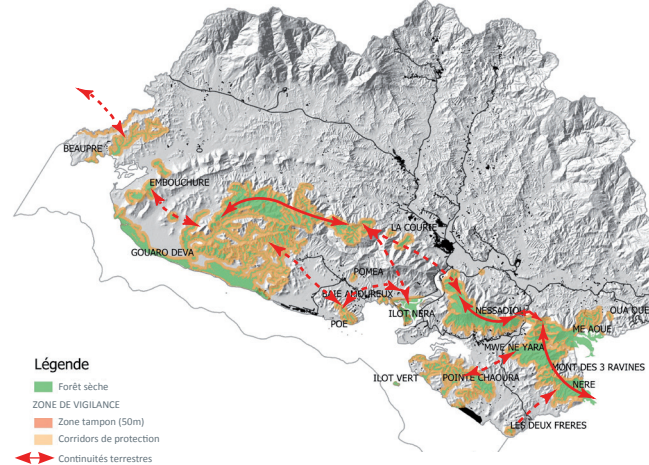 BEAUPRE
EMBOUCHURE
GOUARO DEVA
LA COURIE
POMEA
BAIE AMOUREUX
POE
ILOT NERA
NESSADIOU
OUA OUE
ME AOUE
MWE NE YARA
MONT DES 3 RAVINES
ILOT VERT
POINTE CHAOURA
NERE
LES DEUX FRERES
Légende
Forêt sèche
ZONE DE VIGILANCE
Zone tampon (50m)
Corridors de protection
Continuités terrestres